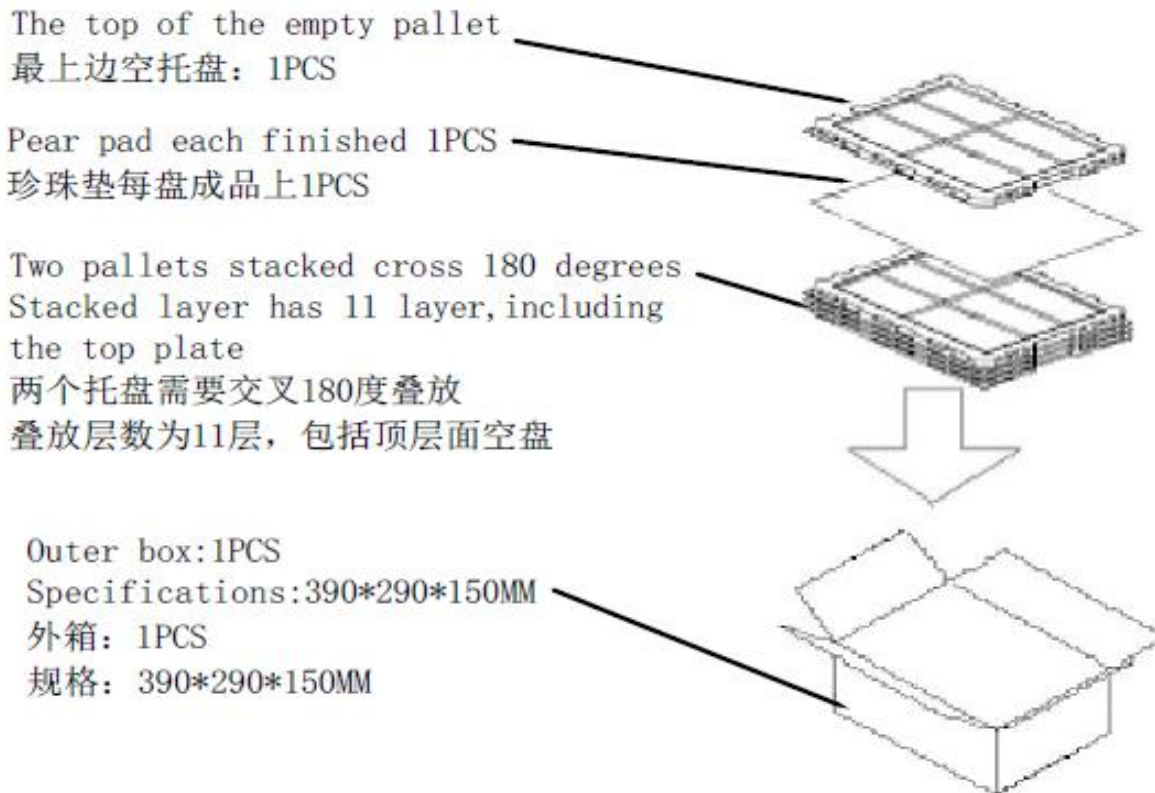 The top of the empty pallet
最上边空托盘：1PCS
Pear pad each finished 1PCS
珍珠垫每盘成品上1PCS
Two pallets stacked cross 180 degrees
Stacked layer has 11 layer,including
the top plate
两个托盘需要交叉180度叠放
叠放层数为11层，包括顶层面空盘
Outer box:1PCS
Specifications:390*290*150MM
外箱：1PCS
规格：390*290*150MM